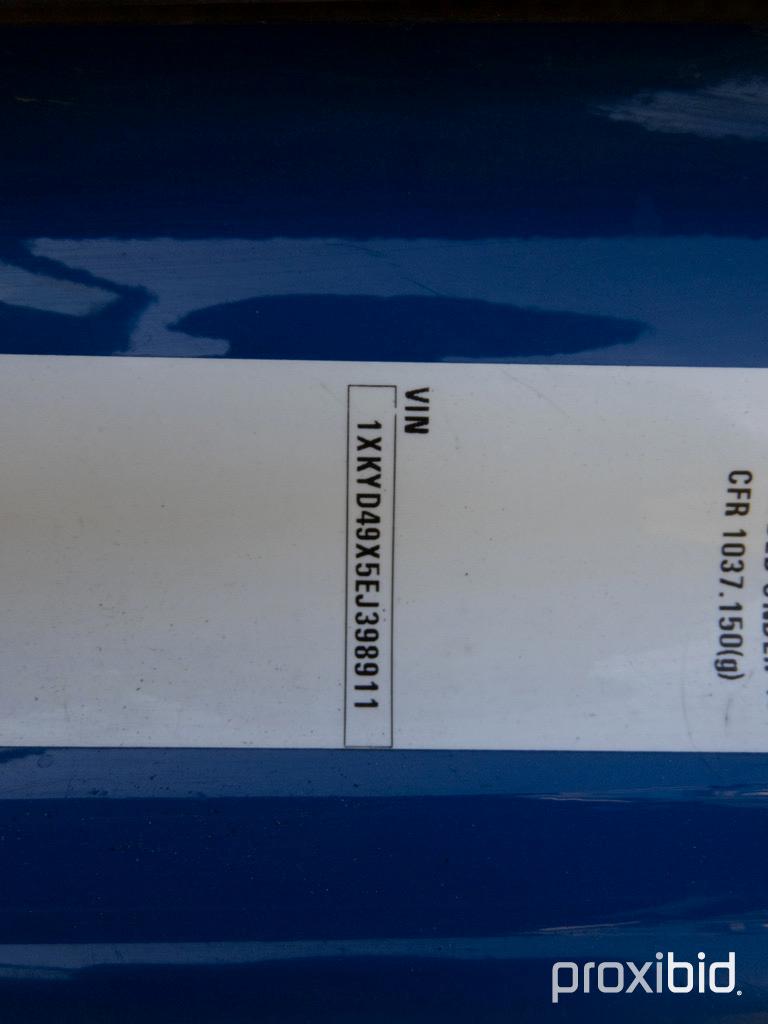 VIN
1XKYD49X5EJ398911
CFR 1037.150(g)
proxibid.